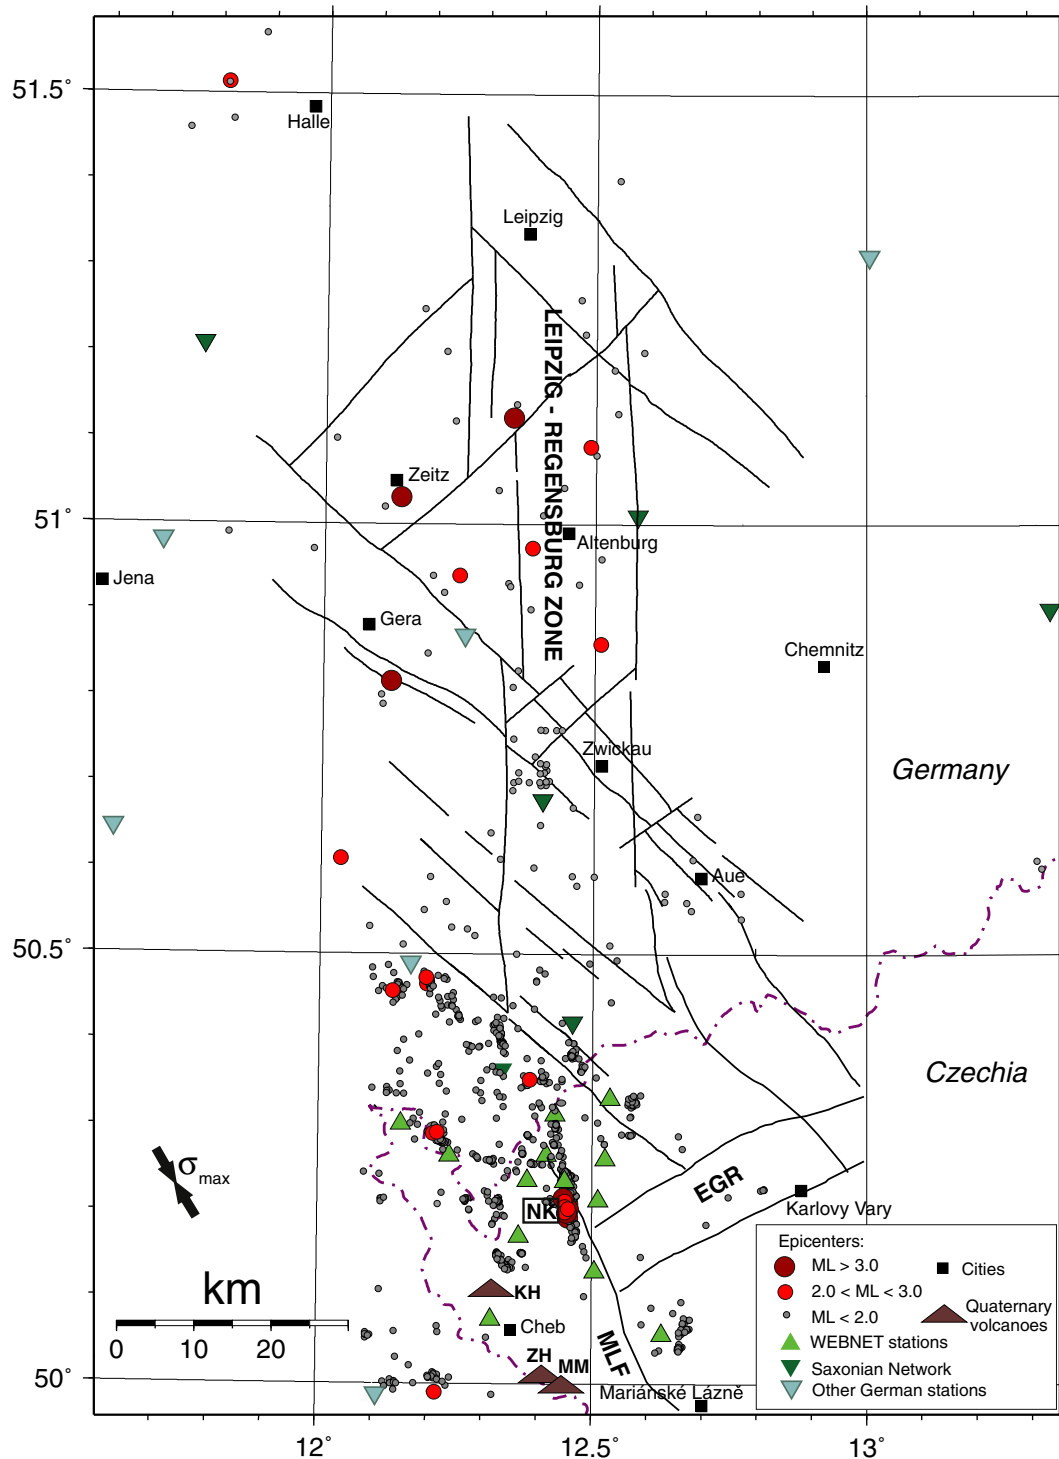 51.5°
Halle
Leipzig
LEIPZIG - REGENSBURG ZONE
Zeitz
51°
Altenburg
Jena
Gera
Chemnitz
Zwickau
Germany
Aue
50.5°
Czechia
σmax
EGR
NK
Karlovy Vary
km
0 10 20
KH
Cheb
ZH
MM
MLF
Mariánské Lázně
50°
Epicenters:
ML > 3.0
2.0 < ML < 3.0
ML < 2.0
WEBNET stations
Saxonian Network
Other German stations
Cities
Quaternary
volcanoes
12° 12.5° 13°